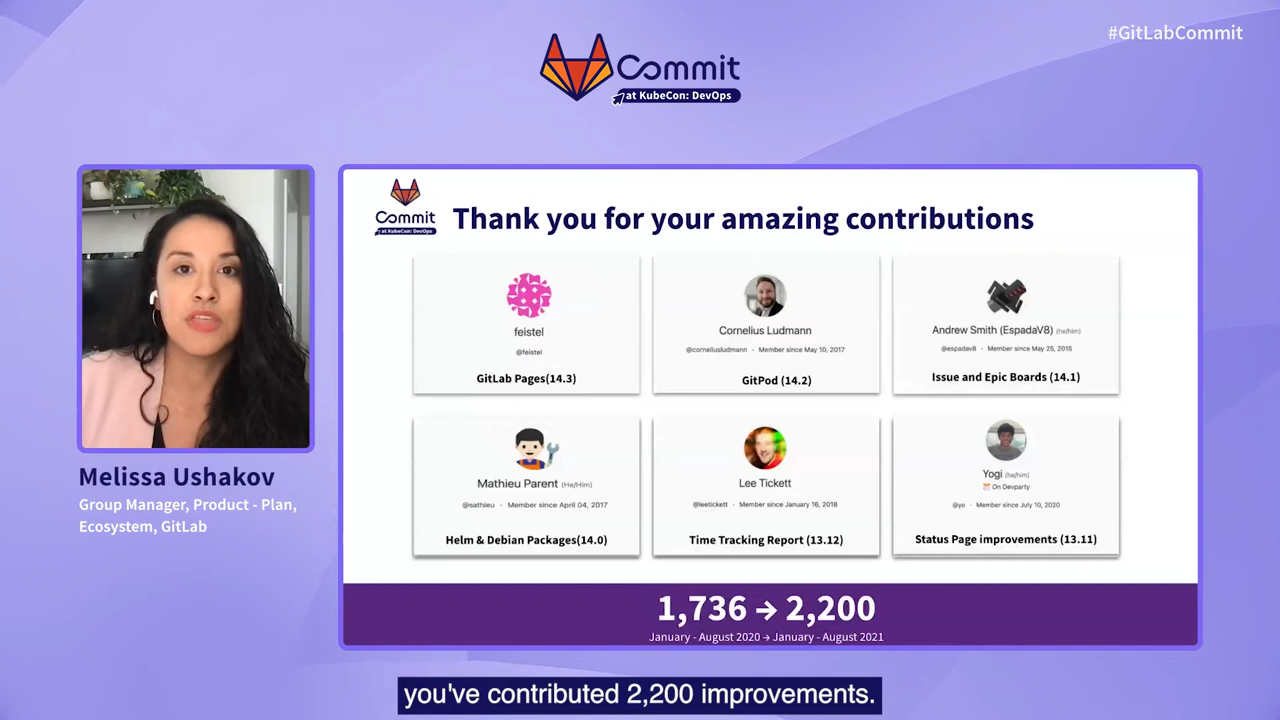 #GitLabCommit
Commit
at KubeCon: DevOps
Commit
at KubeCon: DevOps
Thank you for your amazing contributions
feistel
@feistel
GitLab Pages(14.3)
Cornelius Ludmann
@corneliusludmann · Member since May 10, 2017
GitPod (14.2)
Andrew Smith (EspadaV8) (he/him)
@espadav8 · Member since May 25, 2015
Issue and Epic Boards (14.1)
Mathieu Parent (He/Him)
@sathieu · Member since April 04, 2017
Helm & Debian Packages(14.0)
Lee Tickett
@leetickett · Member since January 16, 2018
Time Tracking Report (13.12)
Yogi (he/him)
On Devparty
@yo · Member since July 10, 2020
Status Page improvements (13.11)
1,736 → 2,200
January - August 2020 → January - August 2021
Melissa Ushakov
Group Manager, Product - Plan,
Ecosystem, GitLab
you've contributed 2,200 improvements.